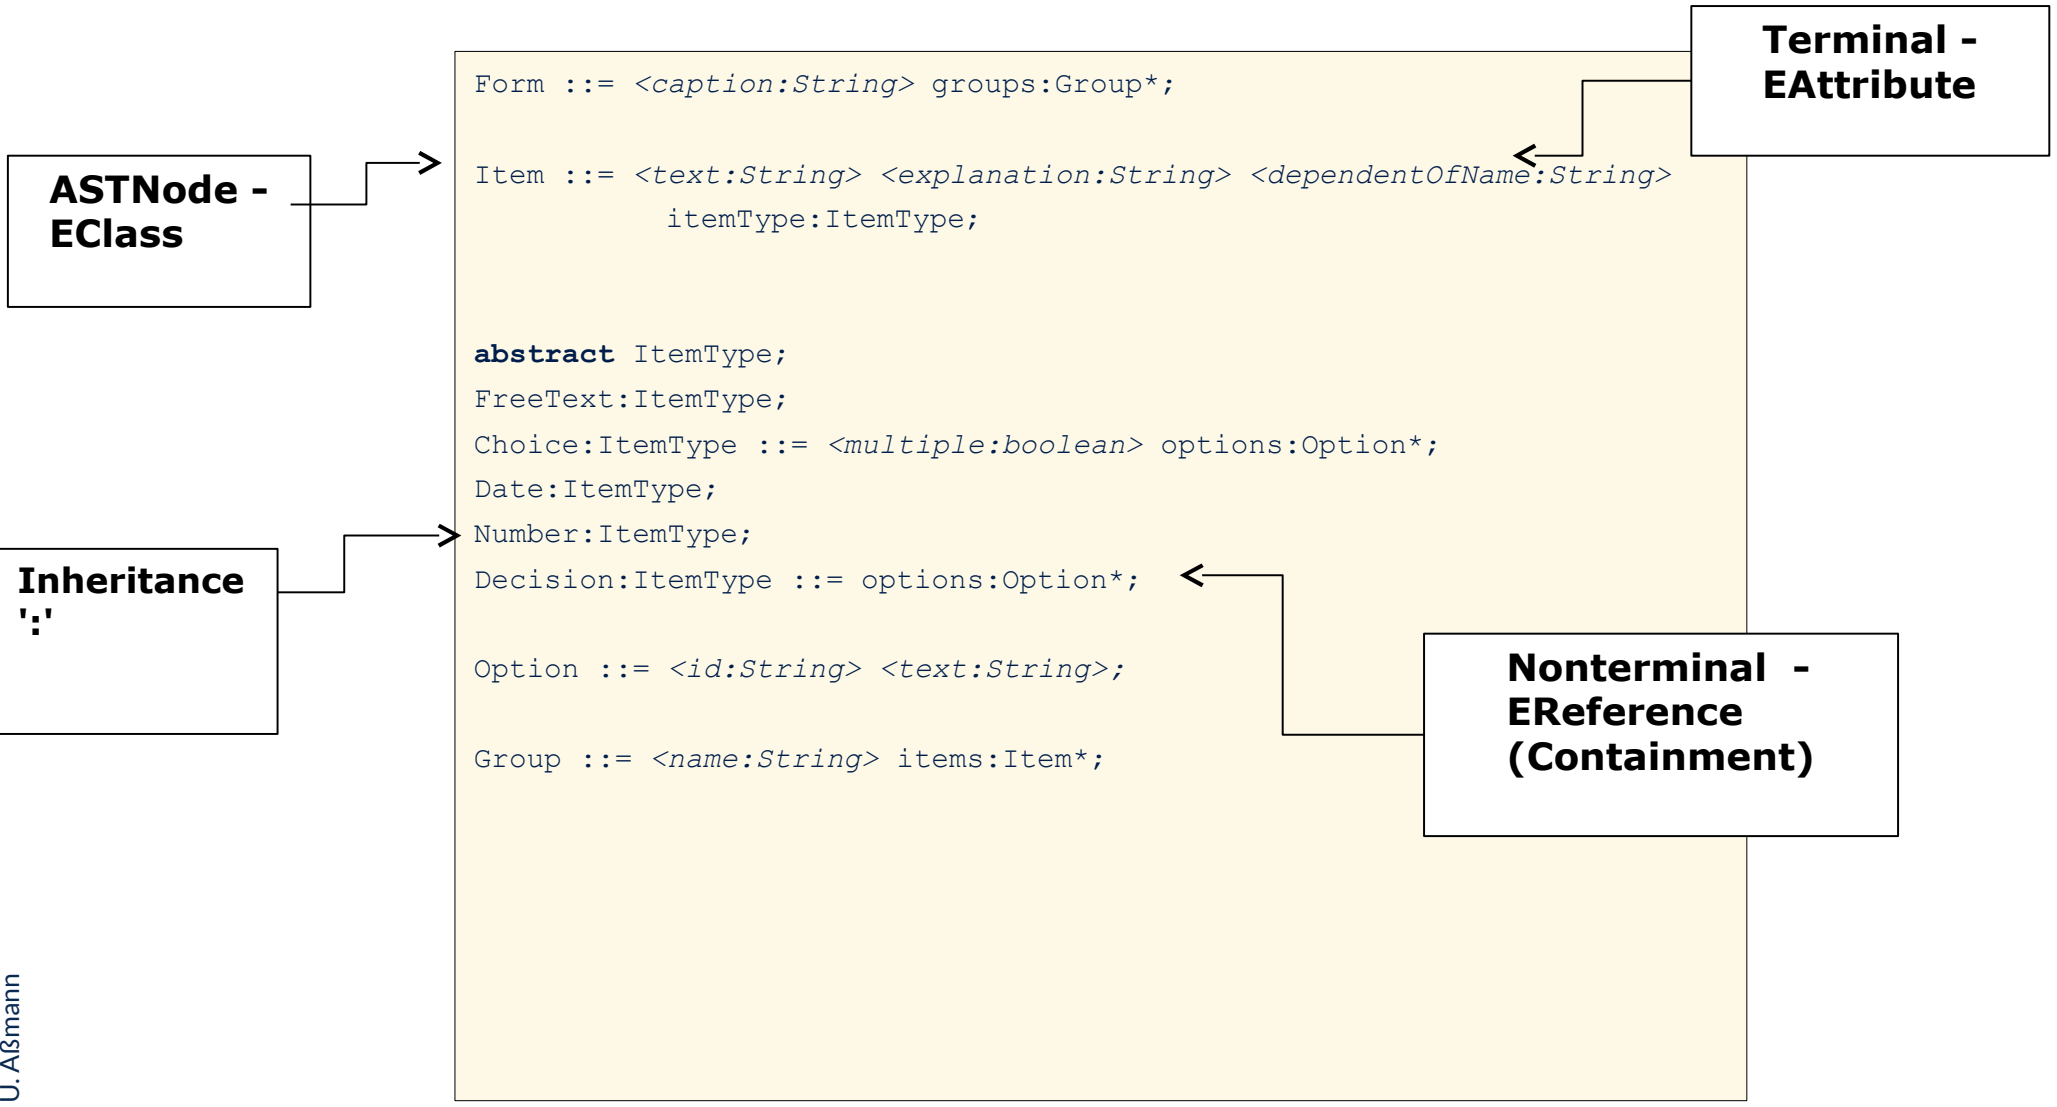 Terminal -
EAttribute
Form ::= <caption:String> groups:Group*;
ASTNode -
EClass
Item ::= <text:String> <explanation:String> <dependentOfName:String>
itemType:ItemType;
abstract ItemType;
FreeText:ItemType;
Choice:ItemType ::= <multiple:boolean> options:Option*;
Date:ItemType;
Number:ItemType;
Inheritance
':'
Decision:ItemType ::= options:Option*;
Nonterminal  -
EReference
(Containment)
Option ::= <id:String> <text:String>;
Group ::= <name:String> items:Item*;
U. Aßmann